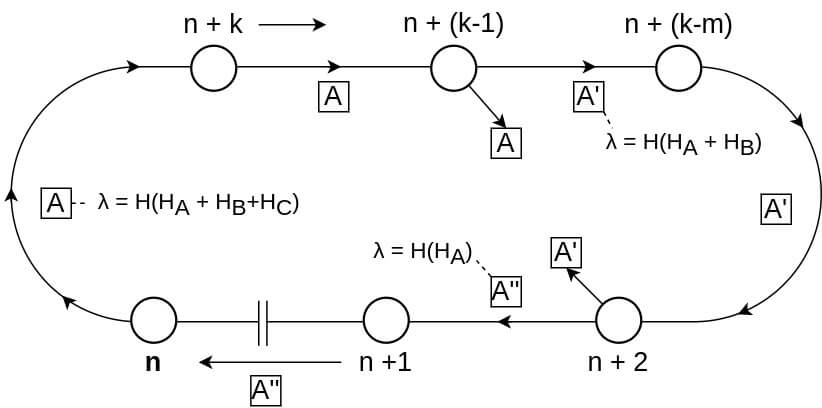 n + k
n + (k-1)
n + (k-m)
A
A'
A
λ = H(HA + HB)
A
λ = H(HA + HB+HC)
A'
λ = H(HA)
A'
A"
n
n +1
n + 2
A"